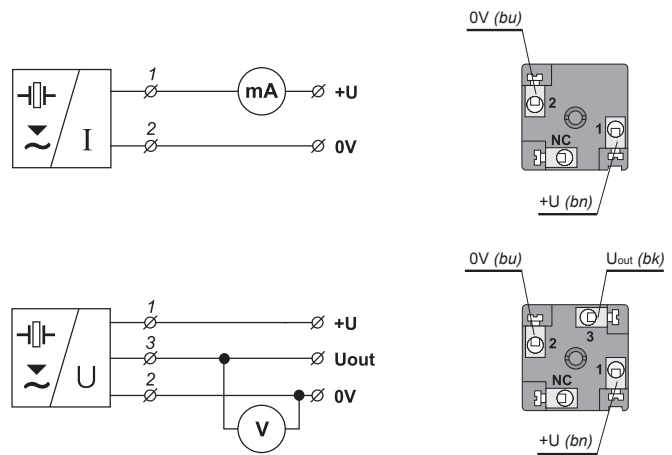 1
mA
+U
I
2
0V
0V (bu)
2
1
NC
+U (bn)
1
+U
3
Uout
U
2
0V
V
0V (bu)
Uout (bk)
3
2
1
NC
+U (bn)